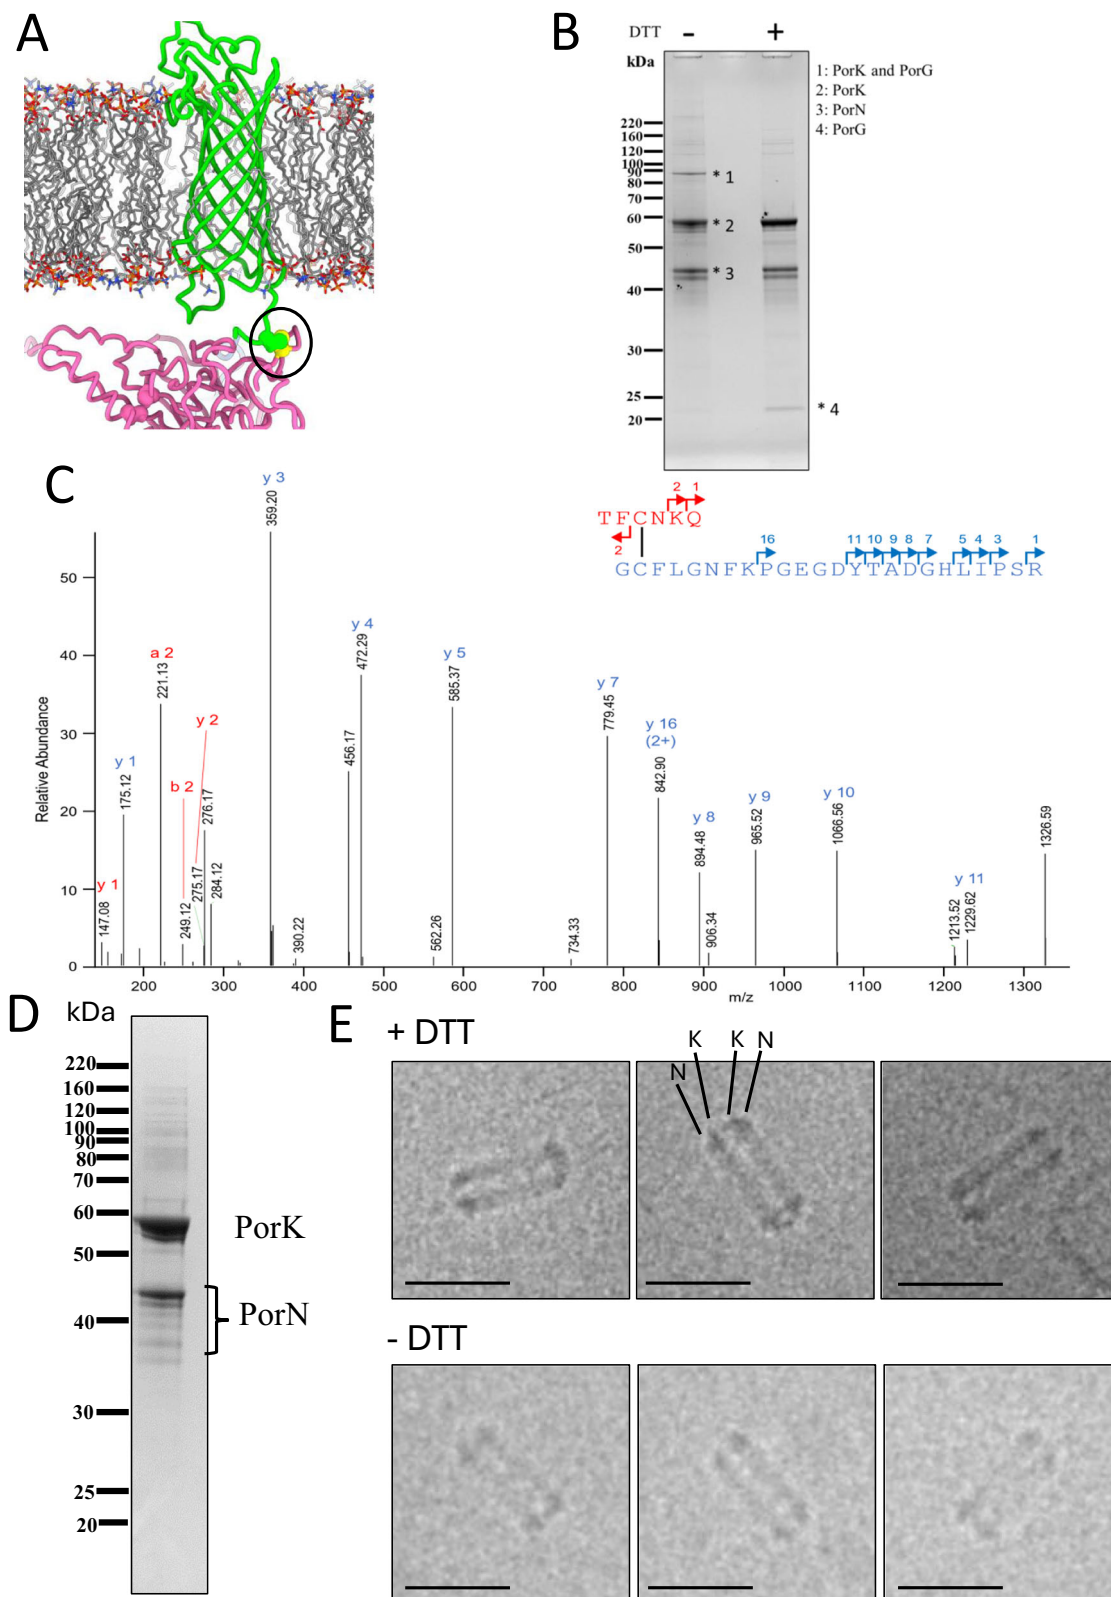 A
B
DTT - +
kDa
220
160
120
100
90
80
70
60
50
40
30
25
20
* 1
* 2
* 3
* 4
1: PorK and PorG
2: PorK
3: PorN
4: PorG
C
2 1
TFCNKQ
2
16 11 10 9 8 7 5 4 3 1
GCFLGNFKPGEGDYTADGHLIPSR
Relative Abundance
50
40
30
20
10
0
y 1
147.08
y 1
175.12
a 2
221.13
b 2
249.12
y 2
275.17
276.17
284.12
y 3
359.20
390.22
456.17
y 4
472.29
562.26
y 5
585.37
734.33
y 7
779.45
y 16
(2+)
842.90
y 8
894.48
906.34
y 9
965.52
y 10
1066.56
1213.52
y 11
1229.62
1326.59
200 300 400 500 600 700 800 900 1000 1100 1200 1300
m/z
D
kDa
220
160
120
100
90
80
70
60
50
40
30
25
20
PorK
PorN
E
+ DTT
N K K N
- DTT